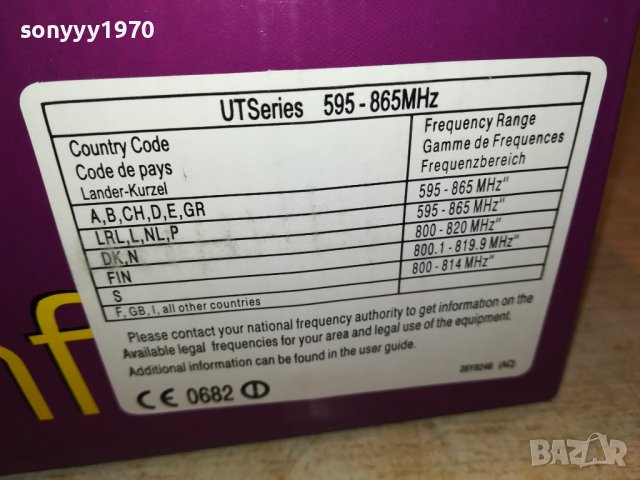 sonyyy1970
UTSeries 595 - 865MHz
Country Code
Code de pays
Lander-Kurzel
Frequency Range
Gamme de Frequences
Frequenzbereich
A,B,CH,D,E,GR
595 - 865 MHz"
LRL,L,NL,P
595 - 865 MHz"
DK,N
800 - 820 MHz"
FIN
800.1 - 819.9 MHz"
S
800 - 814 MHz"
F, GB, I, all other countries
Please contact your national frequency authority to get information on the
Available legal frequencies for your area and legal use of the equipment.
Additional information can be found in the user guide.
CE 0682
nf
BAZAR